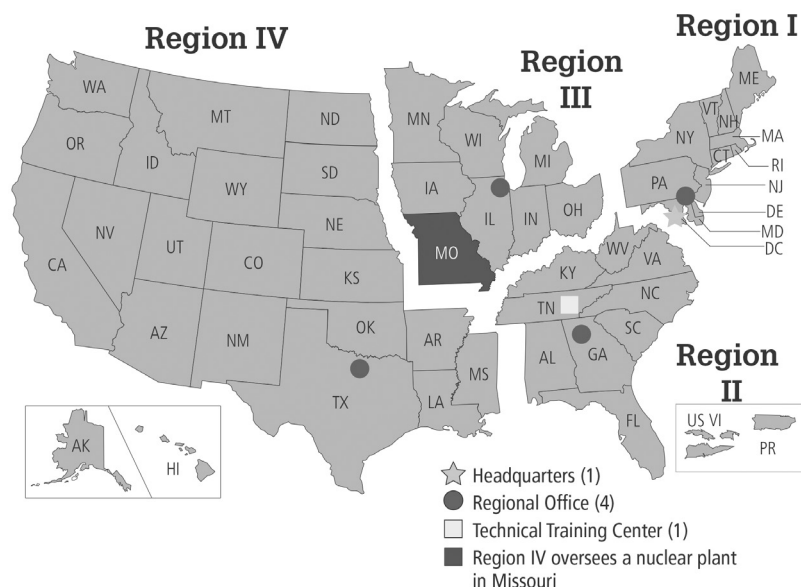 Region IV
Region I
Region
III
WA
OR
CA
NV
ID
MT
WY
UT
AZ
CO
NM
ND
SD
NE
KS
OK
TX
MN
IA
MO
AR
LA
MS
WI
IL
MI
IN
OH
ME
VT
NH
NY
MA
CT
RI
PA
NJ
DE
MD
DC
WV
VA
KY
NC
TN
SC
AL
GA
FL
Region
II
US VI
PR
AK
HI
Headquarters (1)
Regional Office (4)
Technical Training Center (1)
Region IV oversees a nuclear plant
in Missouri